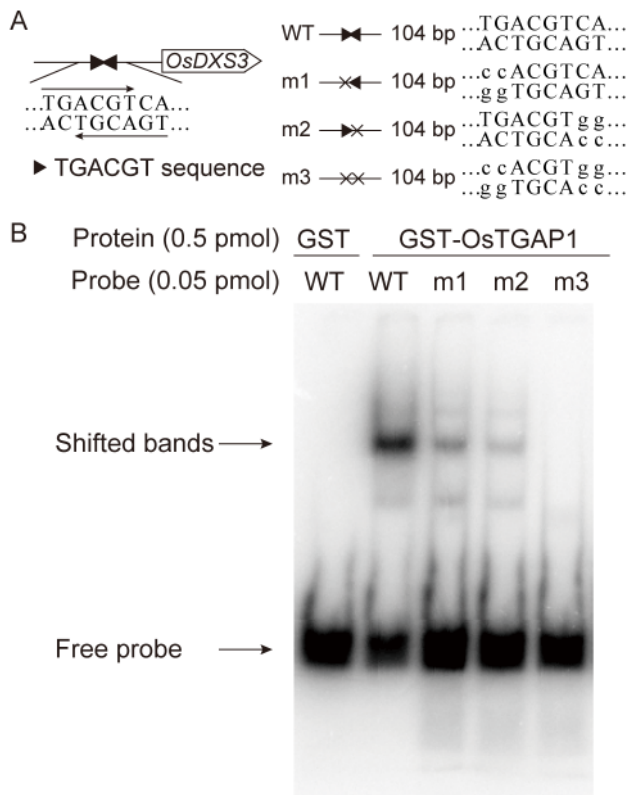 A
OsDXS3
...TGACGTCA...
...ACTGCAGT...
TGACGT sequence
WT 104 bp ...TGACGTCA...
...ACTGCAGT...
m1 104 bp ...ccACGTCA...
...ggTGCAGT...
m2 104 bp ...TGACGTgg...
...ACTGCAcc...
m3 104 bp ...ccACGTgg...
...ggTGCAcc...
B
Protein (0.5 pmol) GST GST-OsTGAP1
Probe (0.05 pmol) WT WT m1 m2 m3
Shifted bands
Free probe